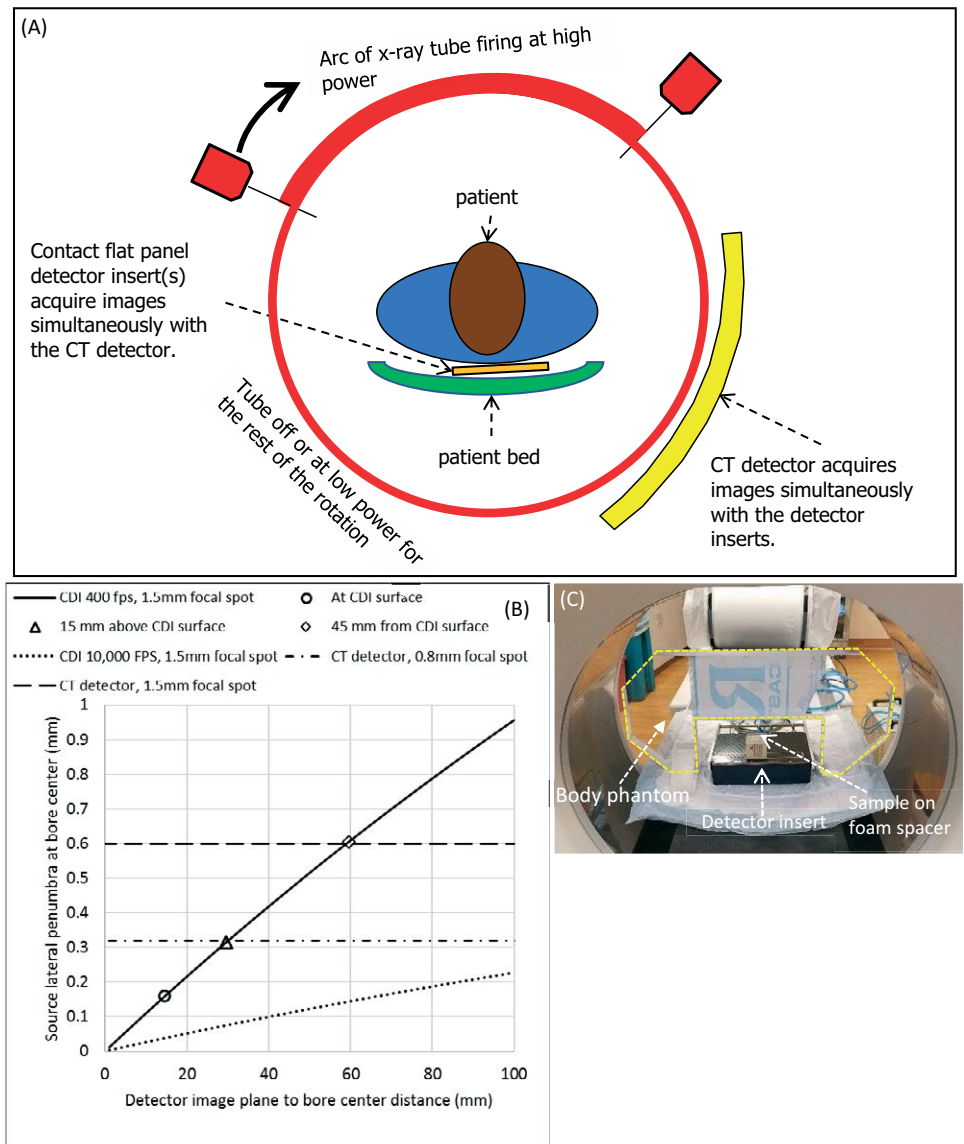 (A)
Arc of x-ray tube firing at high
power
patient
Contact flat panel
detector insert(s)
acquire images
simultaneously with
the CT detector.
Tube off or at low power for
the rest of the rotation
patient bed
CT detector acquires
images simultaneously
with the detector
inserts.
(B)
CDI 400 fps, 1.5mm focal spot
At CDI surface
15 mm above CDI surface
45 mm from CDI surface
CDI 10,000 FPS, 1.5mm focal spot
CT detector, 0.8mm focal spot
CT detector, 1.5mm focal spot
Source lateral penumbra at bore center (mm)
1
0.9
0.8
0.7
0.6
0.5
0.4
0.3
0.2
0.1
0
0 20 40 60 80 100
Detector image plane to bore center distance (mm)
(C)
Body phantom
Detector insert
Sample on
foam spacer